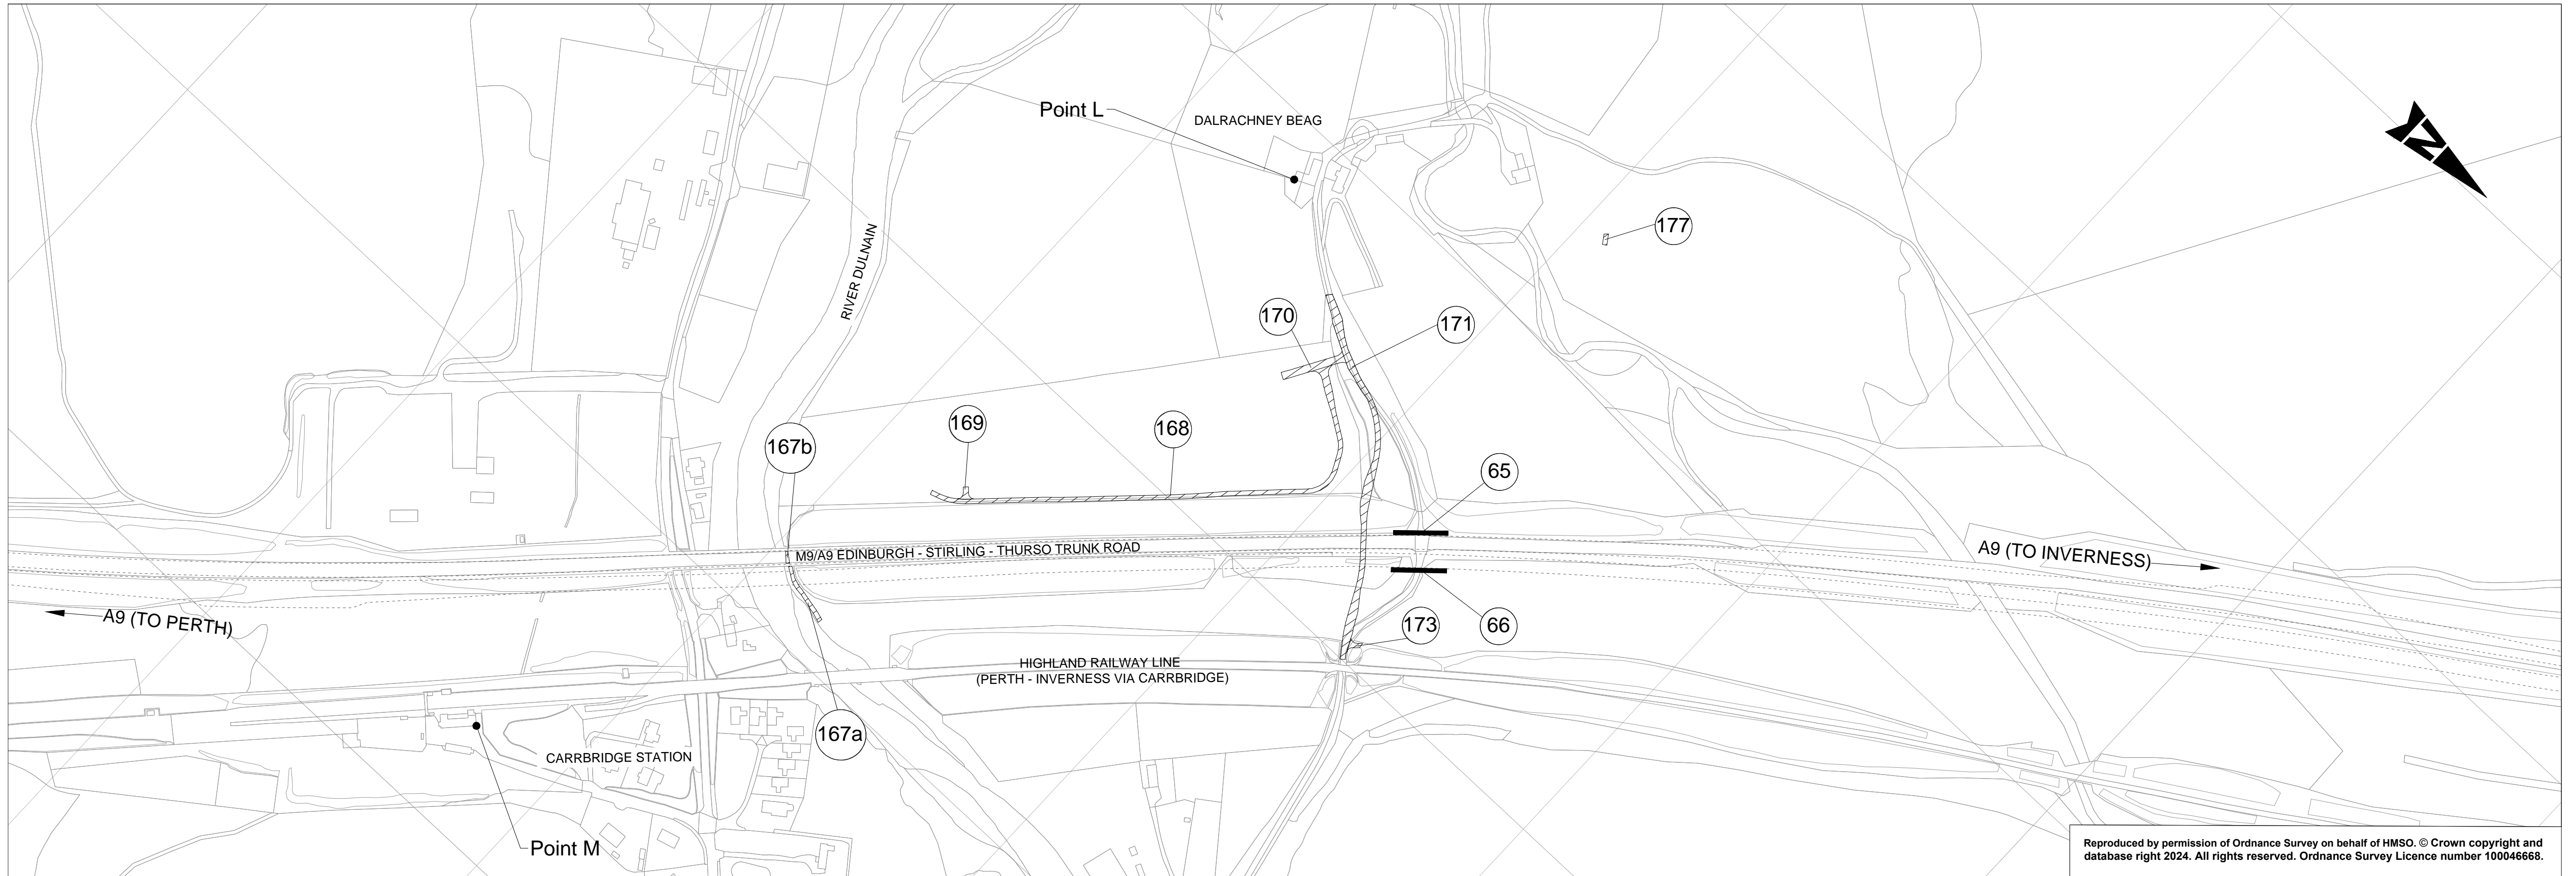 Point L
DALRACHNEY BEAG
N
177
RIVER DULNAIN
170
171
169
168
167b
65
M9/A9 EDINBURGH - STIRLING - THURSO TRUNK ROAD
A9 (TO INVERNESS)
A9 (TO PERTH)
173
66
HIGHLAND RAILWAY LINE
(PERTH - INVERNESS VIA CARRBRIDGE)
167a
CARRBRIDGE STATION
Point M
Reproduced by permission of Ordnance Survey on behalf of HMSO. © Crown copyright and
database right 2024. All rights reserved. Ordnance Survey Licence number 100046668.